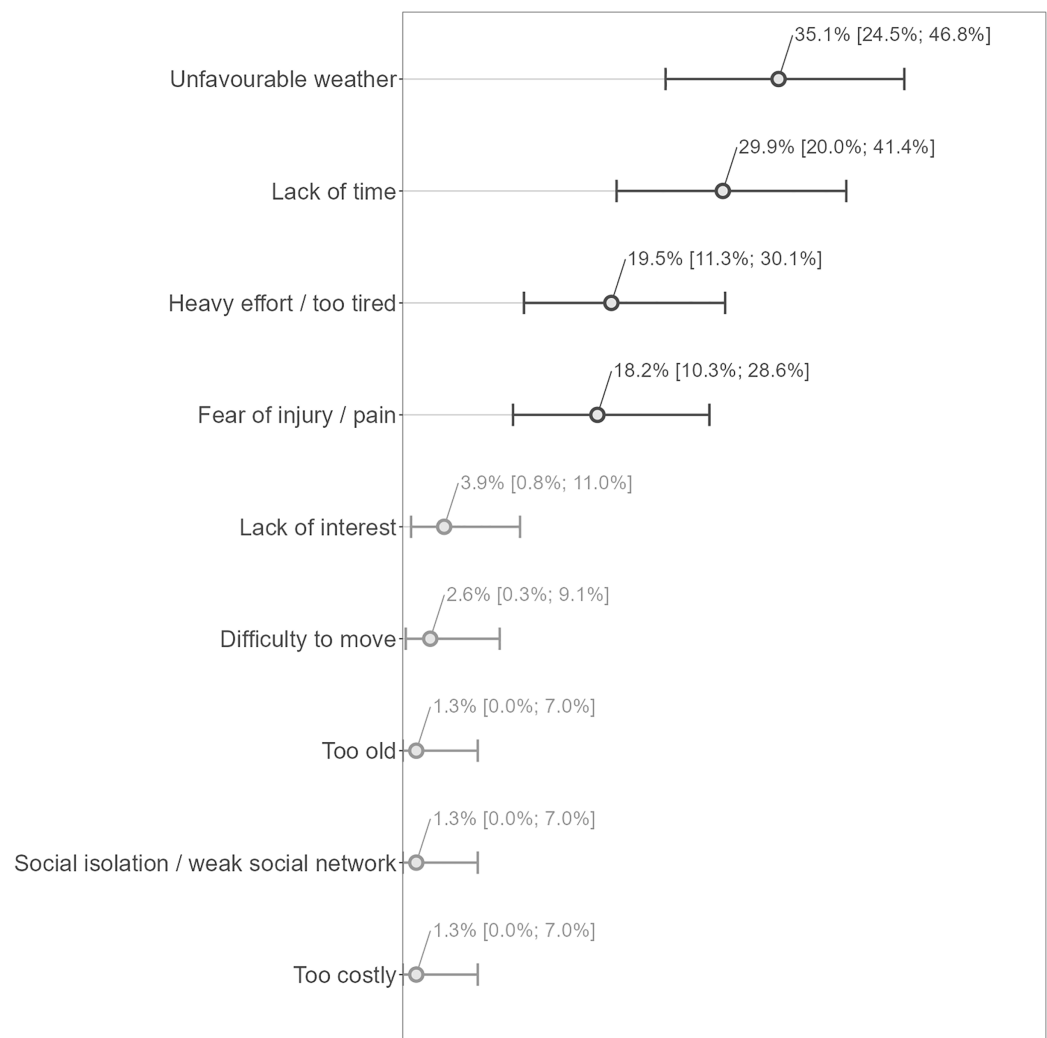 35.1% [24.5%; 46.8%]
Unfavourable weather
29.9% [20.0%; 41.4%]
Lack of time
19.5% [11.3%; 30.1%]
Heavy effort / too tired
18.2% [10.3%; 28.6%]
Fear of injury / pain
3.9% [0.8%; 11.0%]
Lack of interest
2.6% [0.3%; 9.1%]
Difficulty to move
1.3% [0.0%; 7.0%]
Too old
1.3% [0.0%; 7.0%]
Social isolation / weak social network
1.3% [0.0%; 7.0%]
Too costly